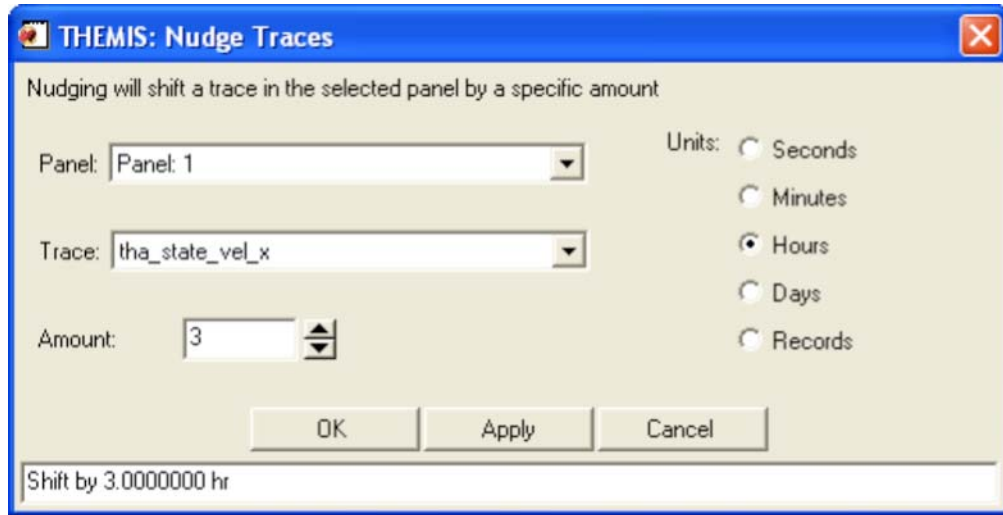 THEMIS: Nudge Traces
Nudging will shift a trace in the selected panel by a specific amount
Panel: Panel: 1
Trace: tha_state_vel_x
Amount: 3
Units:
Seconds
Minutes
Hours
Days
Records
OK Apply Cancel
Shift by 3.0000000 hr